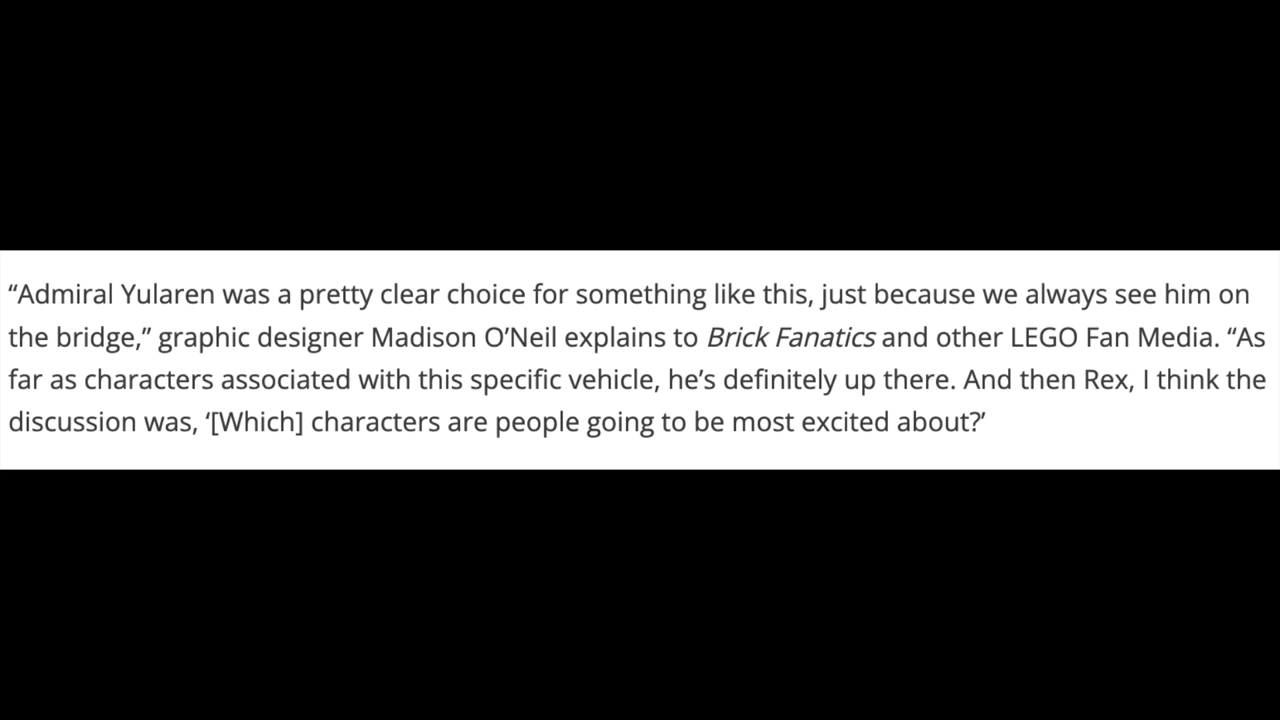 “Admiral Yularen was a pretty clear choice for something like this, just because we always see him on
the bridge,” graphic designer Madison O’Neil explains to Brick Fanatics and other LEGO Fan Media. “As
far as characters associated with this specific vehicle, he’s definitely up there. And then Rex, I think the
discussion was, ‘[Which] characters are people going to be most excited about?’